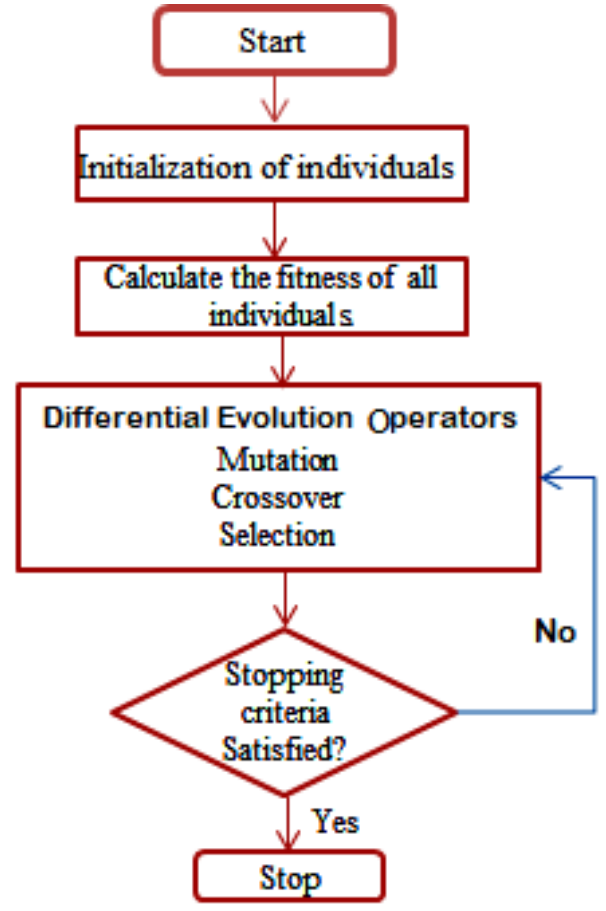 Start
Initialization of individuals
Calculate the fitness of all
individuals
Differential Evolution Operators
Mutation
Crossover
Selection
No
Stopping
criteria
Satisfied?
Yes
Stop